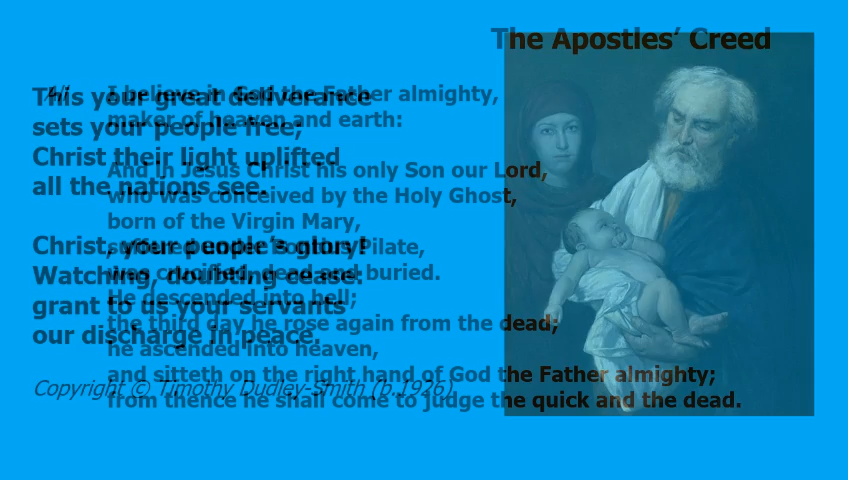 The Apostles’ Creed
This your great deliverance
sets your people free;
Christ their light uplifted
all the nations see.
Christ, your people’s glory!
Watching, doubting cease:
grant to us your servants
our discharge in peace.
Copyright © Timothy Dudley-Smith (b.1926)
All I believe in God the Father almighty,
maker of heaven and earth:
And in Jesus Christ his only Son our Lord,
who was conceived by the Holy Ghost,
born of the Virgin Mary,
suffered under Pontius Pilate,
was crucified, dead and buried.
He descended into hell;
the third day he rose again from the dead;
he ascended into heaven,
and sitteth on the right hand of God the Father almighty;
from thence he shall come to judge the quick and the dead.